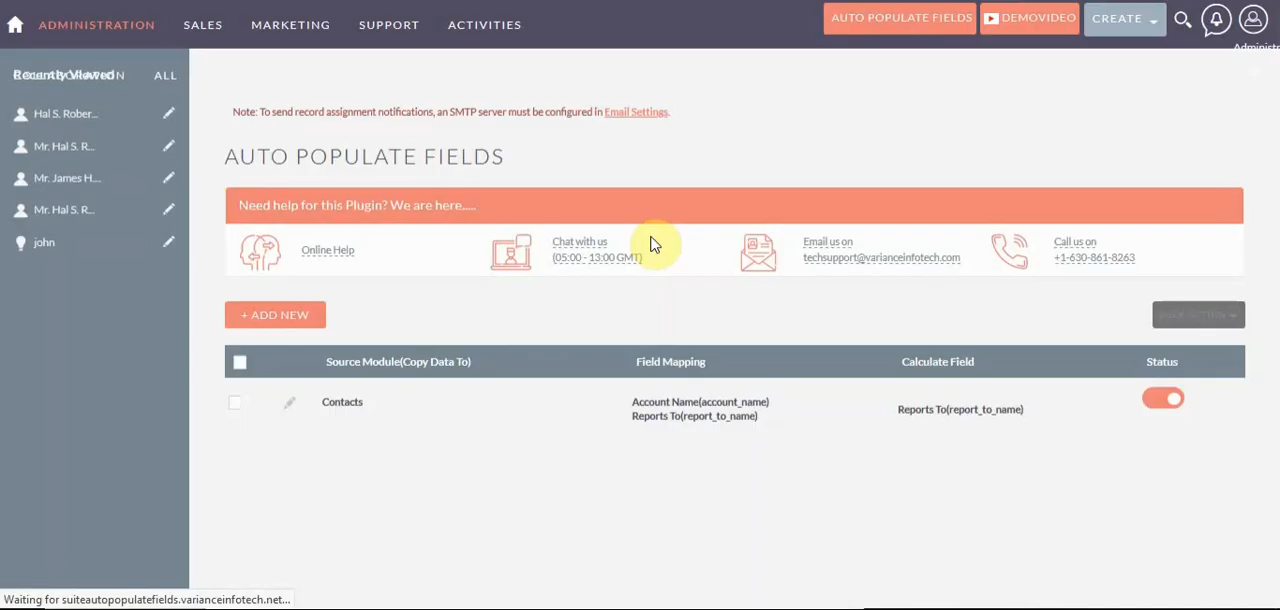 ADMINISTRATION SALES MARKETING SUPPORT ACTIVITIES AUTO POPULATE FIELDS DEMOVIDEO CREATE
Administr
Recently Viewed ALL
Hal S. Rober...
Mr. Hal S. R...
Mr. James H....
Mr. Hal S. R...
john
Note: To send record assignment notifications, an SMTP server must be configured in Email Settings.
AUTO POPULATE FIELDS
Need help for this Plugin? We are here.....
Online Help
Chat with us
(05:00 - 13:00 GMT)
Email us on
techsupport@varianceinfotech.com
Call us on
+1-630-861-8263
+ ADD NEW
Source Module(Copy Data To) Field Mapping Calculate Field Status
Contacts
Account Name(account_name)
Reports To(report_to_name)
Reports To(report_to_name)
Waiting for suiteautopopulatefields.varianceinfotech.net...